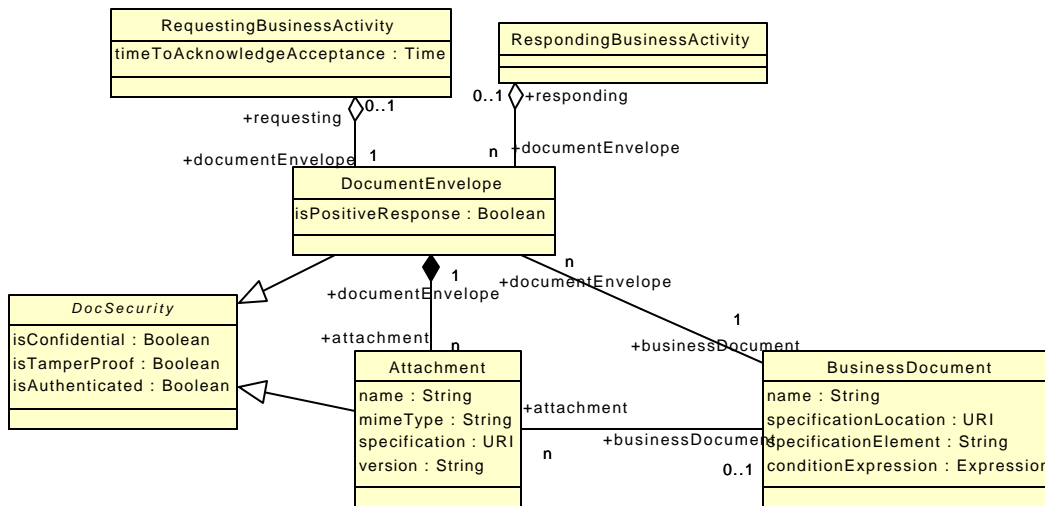 RequestingBusinessActivity
timeToAcknowledgeAcceptance : Time
RespondingBusinessActivity
0..1
+requesting
0..1
+responding
+documentEnvelope
1
n
+documentEnvelope
DocumentEnvelope
isPositiveResponse : Boolean
1
+documentEnvelope
n
+documentEnvelope
DocSecurity
isConfidential : Boolean
isTamperProof : Boolean
isAuthenticated : Boolean
+attachment
n
1
+businessDocument
Attachment
name : String
mimeType : String
specification : URI
version : String
+attachment
n
+businessDocument
0..1
BusinessDocument
name : String
specificationLocation : URI
specificationElement : String
conditionExpression : Expression